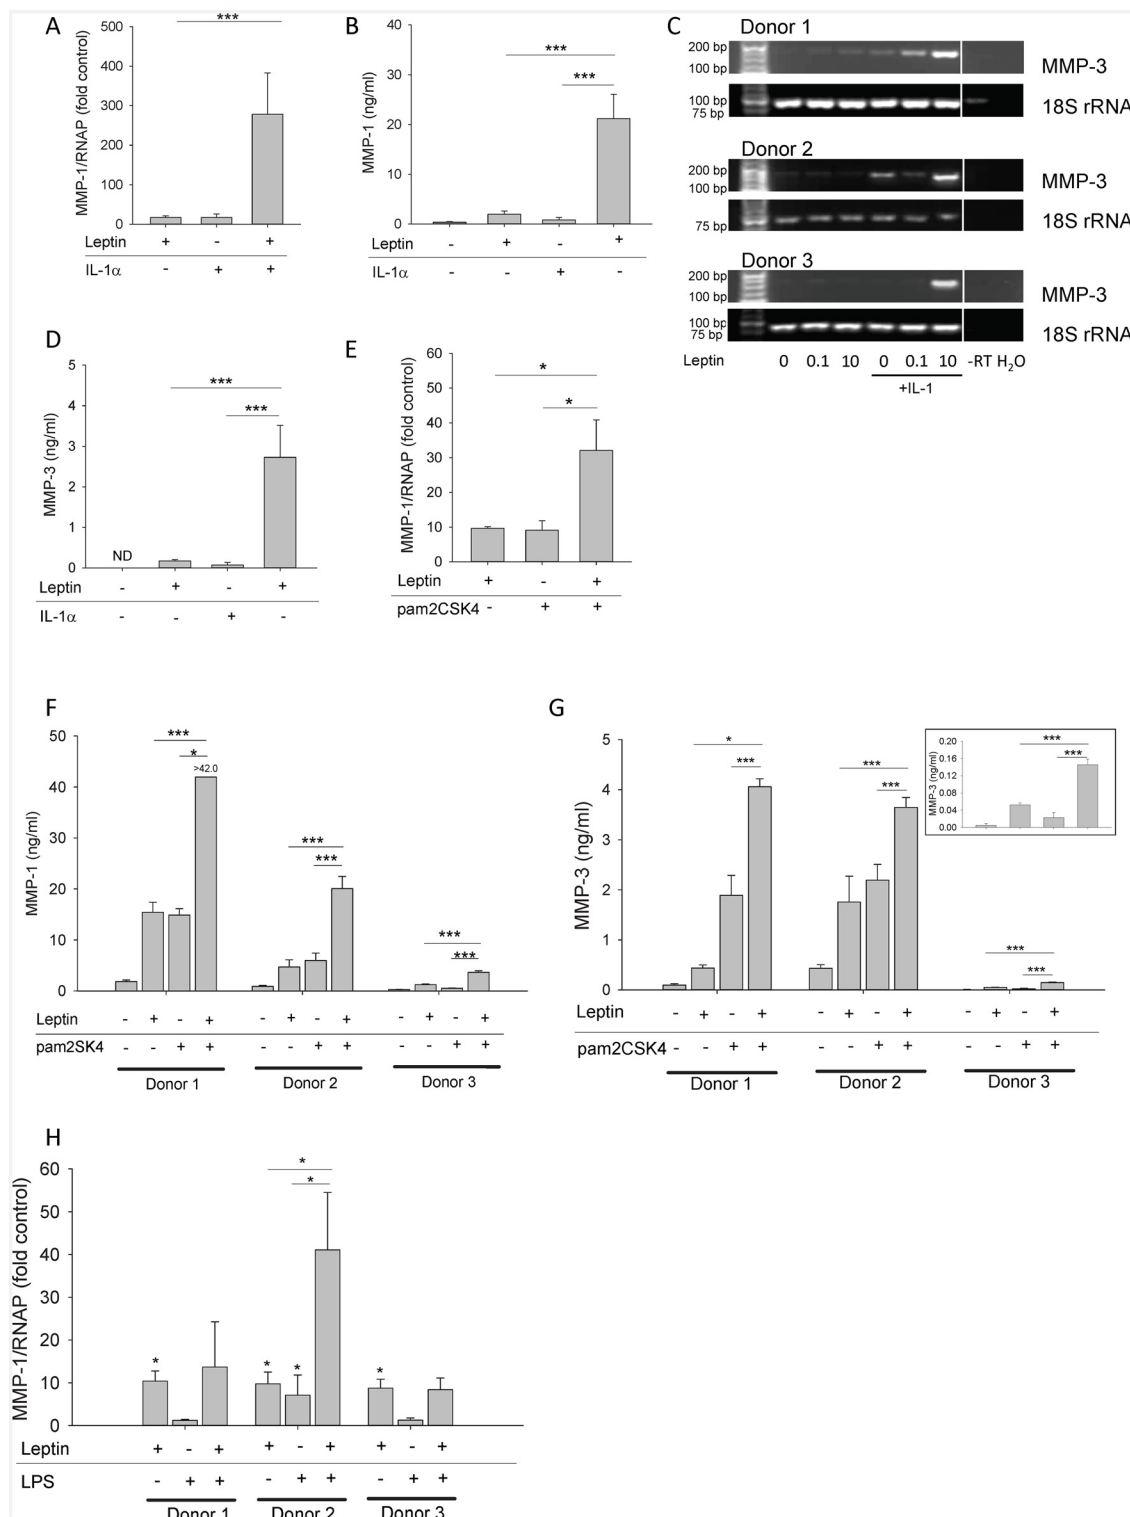 A
***
MMP-1/RNAP (fold control)
500
400
300
200
100
0
Leptin + - +
IL-1α - + +
B
***
***
MMP-1 (ng/ml)
40
20
10
0
Leptin - + - +
IL-1α - - + -
C
Donor 1
200 bp
100 bp
MMP-3
100 bp
75 bp
18S rRNA
Donor 2
200 bp
100 bp
MMP-3
75 bp
18S rRNA
Donor 3
200 bp
100 bp
MMP-3
100 bp
75 bp
18S rRNA
Leptin 0 0.1 10 0 0.1 10 -RT H2O
+IL-1
D
***
***
MMP-3 (ng/ml)
5
4
3
2
1
0
ND
Leptin - + - +
IL-1α - - + -
E
*
*
MMP-1/RNAP (fold control)
60
50
40
30
20
10
0
Leptin + - +
pam2CSK4 - + +
F
MMP-1 (ng/ml)
50
40
30
20
10
0
***
*
>42.0
***
***
***
***
Leptin - + - + - + - + - + - +
pam2SK4 - - + + - - + + - - + +
Donor 1 Donor 2 Donor 3
G
MMP-3 (ng/ml)
5
4
3
2
1
0
*
***
***
***
***
***
MMP-3 (ng/ml)
0.20
0.16
0.12
0.08
0.04
0.00
***
***
Leptin - + - + - + - + - + - +
pam2CSK4 - - + + - - + + - - + +
Donor 1 Donor 2 Donor 3
H
MMP-1/RNAP (fold control)
60
50
40
30
20
10
0
*
*
* * * *
Leptin + - + + - + + - +
LPS - + + - + + - + +
Donor 1 Donor 2 Donor 3